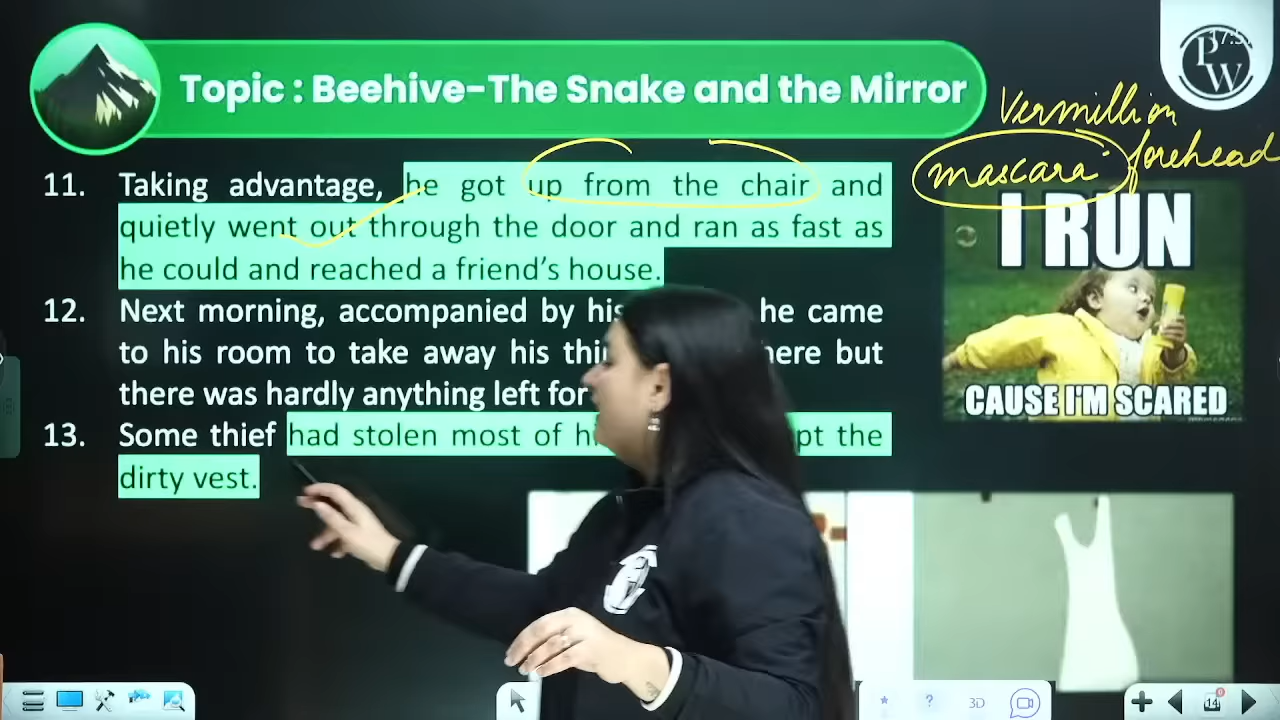 Topic : Beehive-The Snake and the Mirror
PW
Vermillion
mascara forehead
11. Taking advantage, he got up from the chair and
quietly went out through the door and ran as fast as
he could and reached a friend's house.
12. Next morning, accompanied by his he came
to his room to take away his but
there was hardly anything left for
13. Some thief had stolen most of the
dirty vest.
I RUN
CAUSE I'M SCARED
3D
14